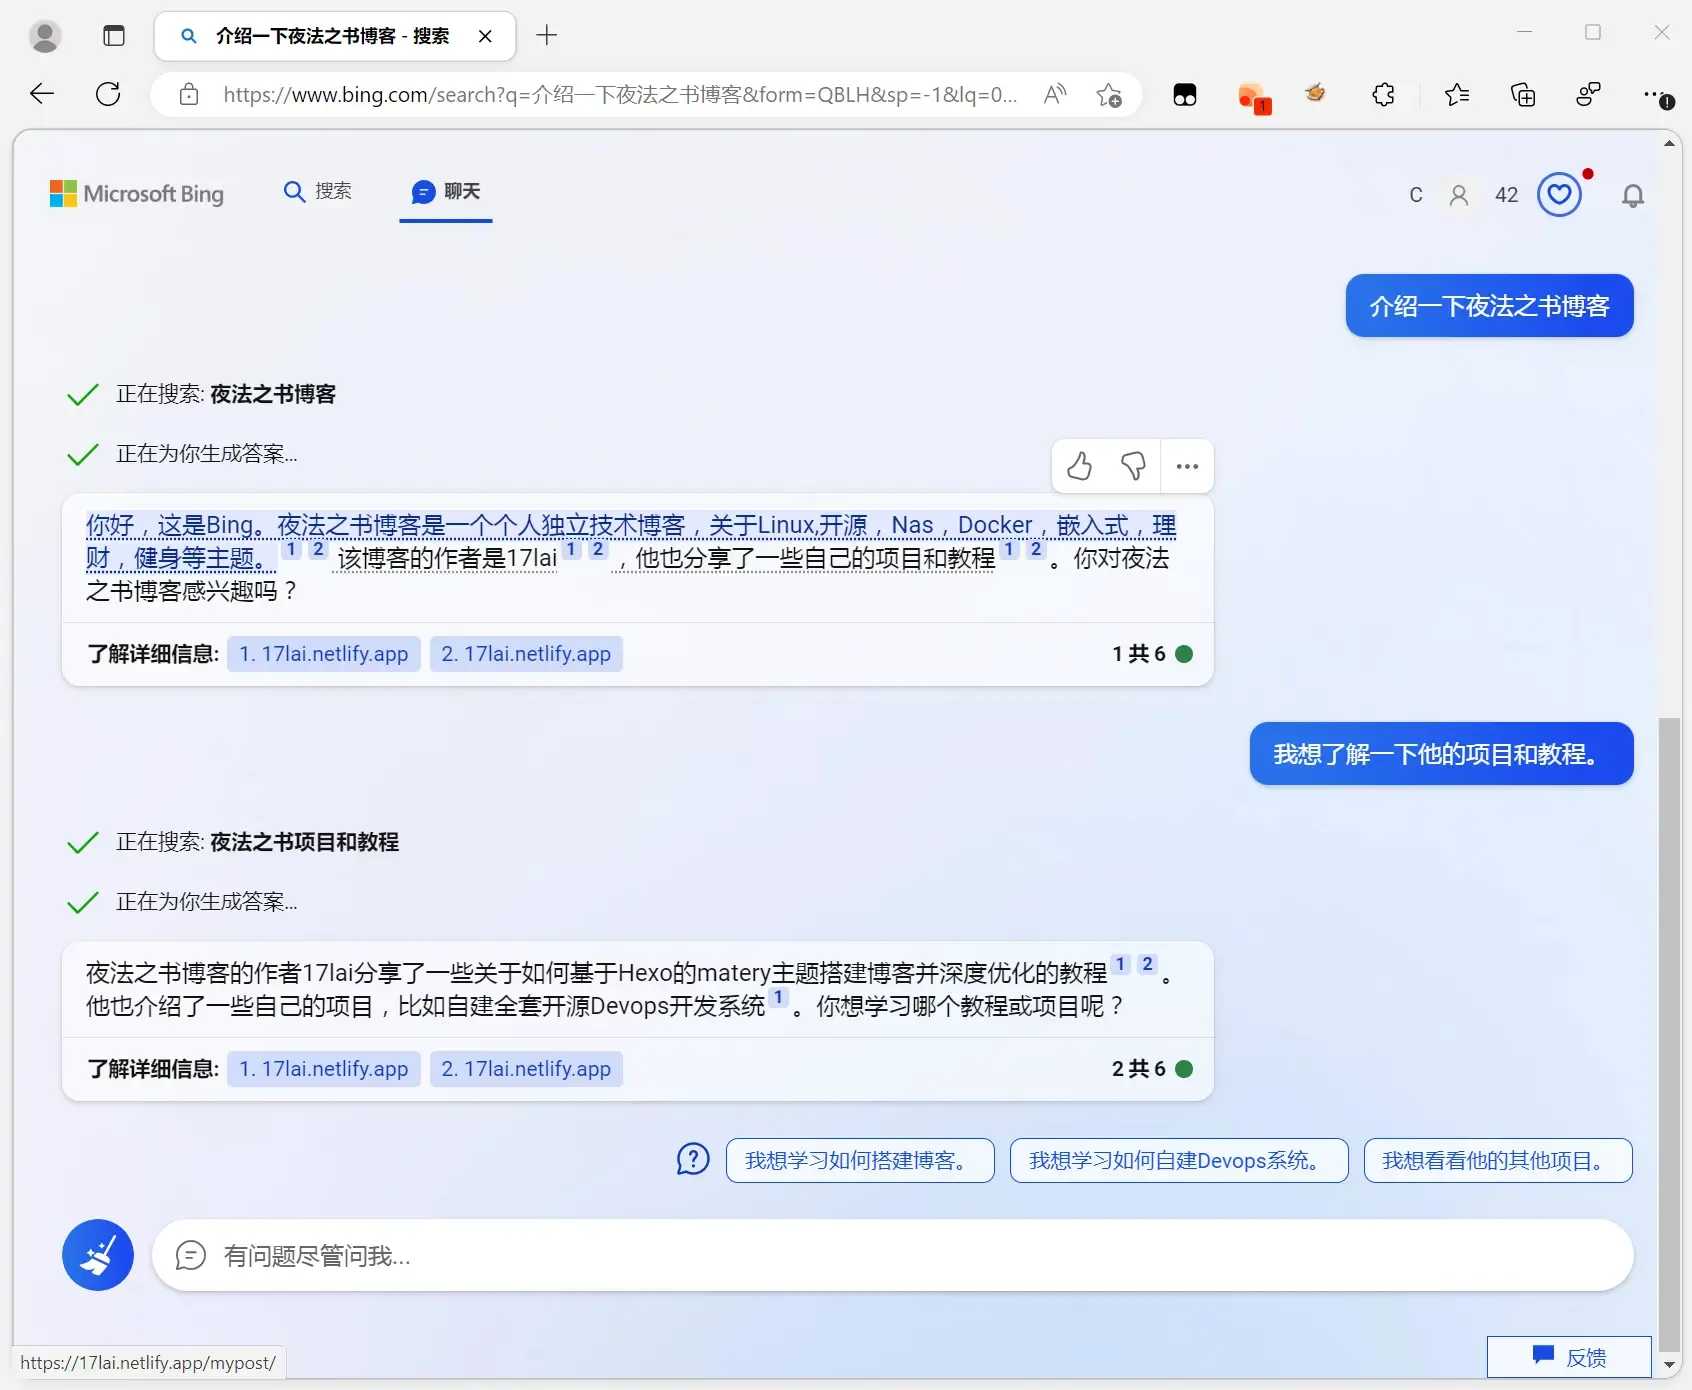 介绍一下夜法之书博客 - 搜索
https://www.bing.com/search?q=介绍一下夜法之书博客&form=QBLH&sp=-1&lq=0...
1
Microsoft Bing
搜索
聊天
C
42
介绍一下夜法之书博客
正在搜索: 夜法之书博客
正在为你生成答案...
你好，这是Bing。夜法之书博客是一个个人独立技术博客，关于Linux,开源，Nas，Docker，嵌入式，理
财，健身等主题。 1 2 该博客的作者是17lai 1 2 ，他也分享了一些自己的项目和教程 1 2 。你对夜法
之书博客感兴趣吗？
了解详细信息: 1. 17lai.netlify.app 2. 17lai.netlify.app 1 共 6
我想了解一下他的项目和教程。
正在搜索: 夜法之书项目和教程
正在为你生成答案...
夜法之书博客的作者17lai分享了一些关于如何基于Hexo的matery主题搭建博客并深度优化的教程 1 2 。
他也介绍了一些自己的项目，比如自建全套开源Devops开发系统 1 。你想学习哪个教程或项目呢？
了解详细信息: 1. 17lai.netlify.app 2. 17lai.netlify.app 2 共 6
我想学习如何搭建博客。 我想学习如何自建Devops系统。 我想看看他的其他项目。
有问题尽管问我...
https://17lai.netlify.app/mypost/
反馈